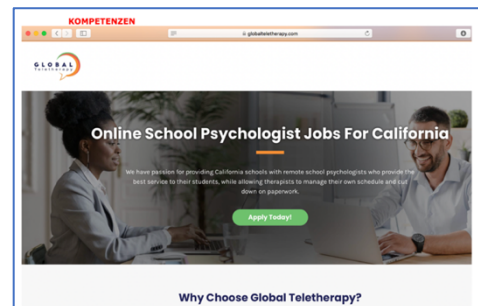 KOMPETENZEN
globalteletherapy.com
GLOBAL
Teletherapy
Online School Psychologist Jobs For California
We have passion for providing California schools with remote school psychologists who provide the
best service to their students, while allowing therapists to manage their own schedule and cut
down on paperwork.
Apply Today!
Why Choose Global Teletherapy?